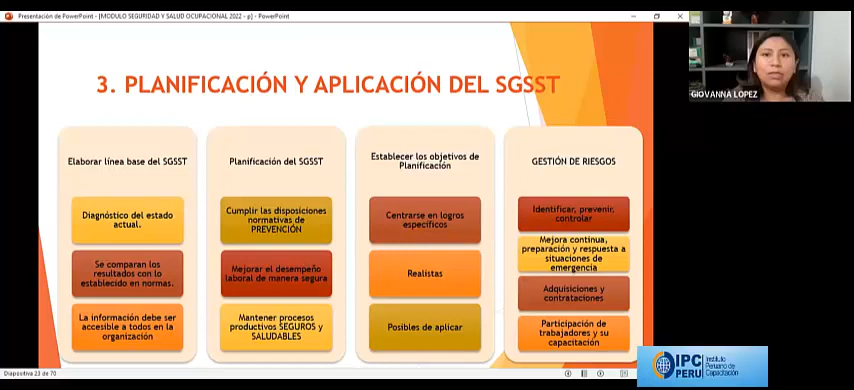 Presentación de PowerPoint - [MODULO SEGURIDAD Y SALUD OCUPACIONAL 2022 - p] - PowerPoint
3. PLANIFICACIÓN Y APLICACIÓN DEL SGSST
Elaborar línea base del SGSST
Diagnóstico del estado
actual.
Se comparan los
resultados con lo
establecido en normas.
La información debe ser
accesible a todos en la
organización
Planificación del SGSST
Cumplir las disposiciones
normativas de
PREVENCIÓN
Mejorar el desempeño
laboral de manera segura
Mantener procesos
productivos SEGUROS y
SALUDABLES
Establecer los objetivos de
Planificación
Centrarse en logros
específicos
Realistas
Posibles de aplicar
GESTIÓN DE RIESGOS
Identificar, prevenir,
controlar
Mejora continua,
preparación y respuesta a
situaciones de
emergencia
Adquisiciones y
contrataciones
Participación de
trabajadores y su
capacitación
GIOVANNA LOPEZ
Diapositiva 23 de 70
IPC
PERU
Instituto
Peruano de
Capacitación